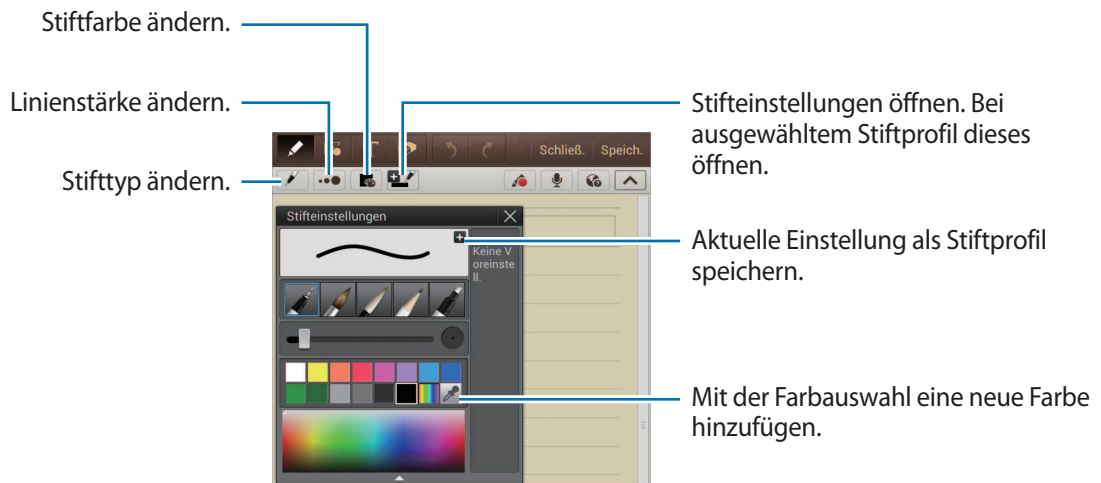 Stiftfarbe ändern.
Linienstärke ändern.
Stifttyp ändern.
Stifteinstellungen öffnen. Bei
ausgewähltem Stiftprofil dieses
öffnen.
Schließ. Speich.
Stifteinstellungen
Keine V
oreinste
ll.
Aktuelle Einstellung als Stiftprofil
speichern.
Mit der Farbauswahl eine neue Farbe
hinzufügen.